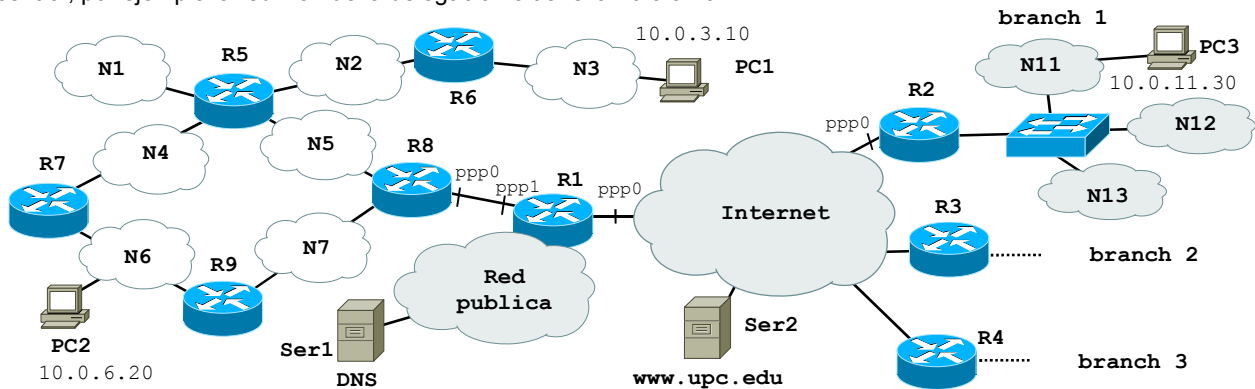 branch 1
10.0.3.10
R5
N2
N1
R6
N3
PC1
N11
PC3
10.0.11.30
R2
ppp0
N12
N4
N5
R8
R7
ppp0
ppp1
R1
ppp0
Internet
N13
R3
branch 2
N6
N7
R9
Red
publica
PC2
10.0.6.20
Ser1
DNS
Ser2
www.upc.edu
R4
branch 3